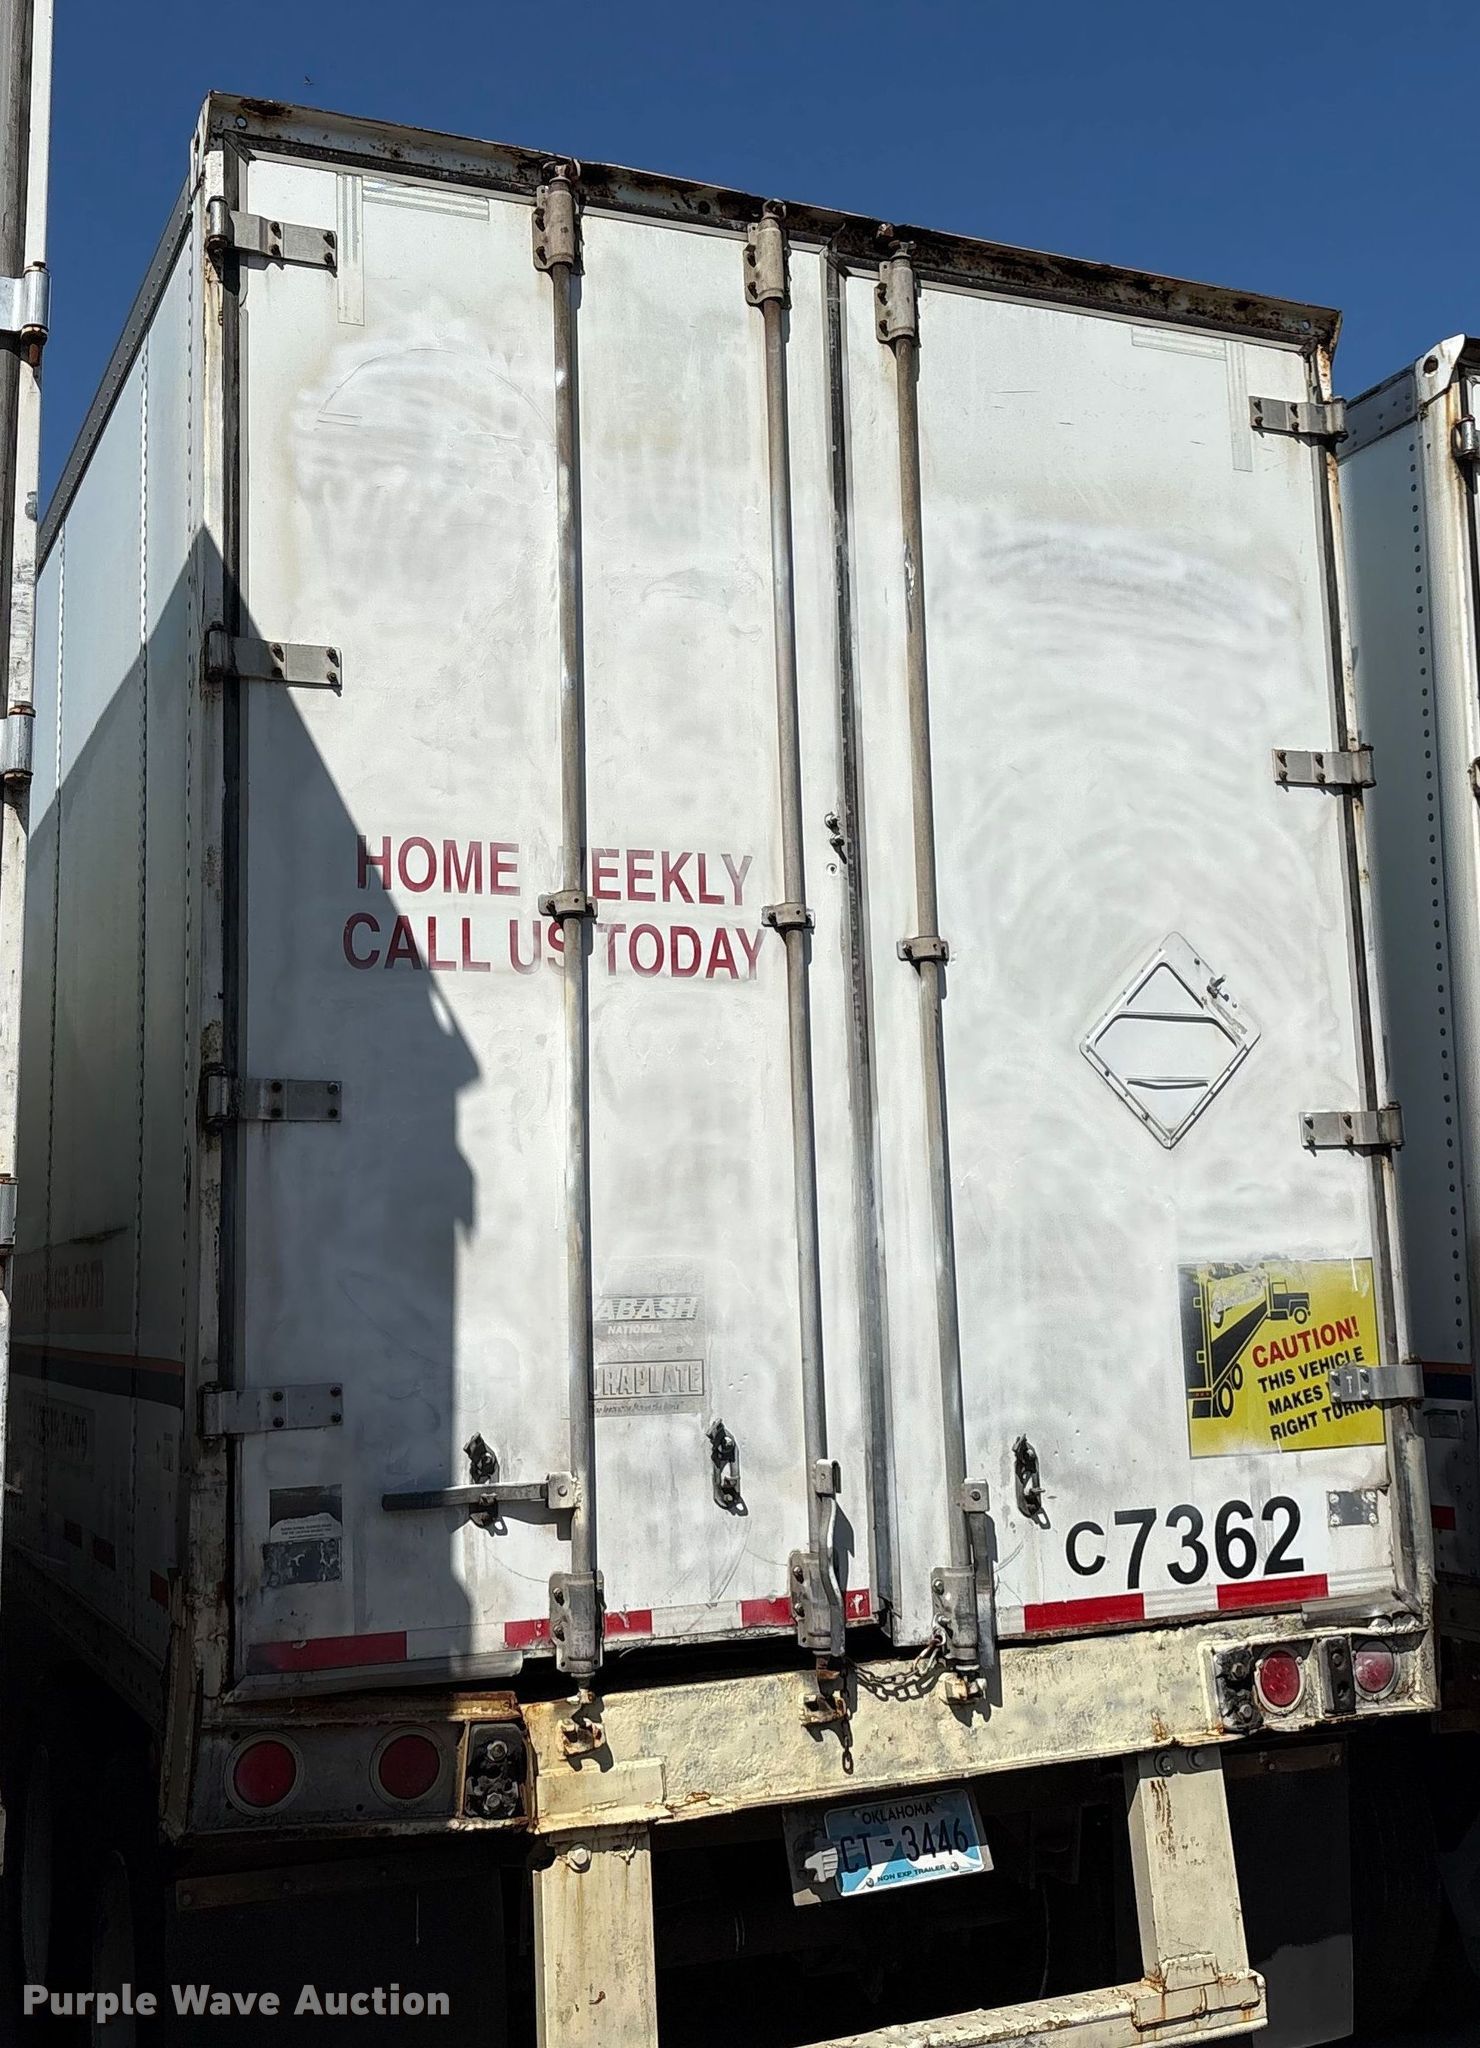 HOME EEKLY
CALL US TODAY
ABASH
NATIONAL
URAPLATE
CAUTION!
THIS VEHICLE
MAKES
RIGHT TURNS
C7362
OKLAHOMA
CT-3446
NON EXP TRAILER
Purple Wave Auction